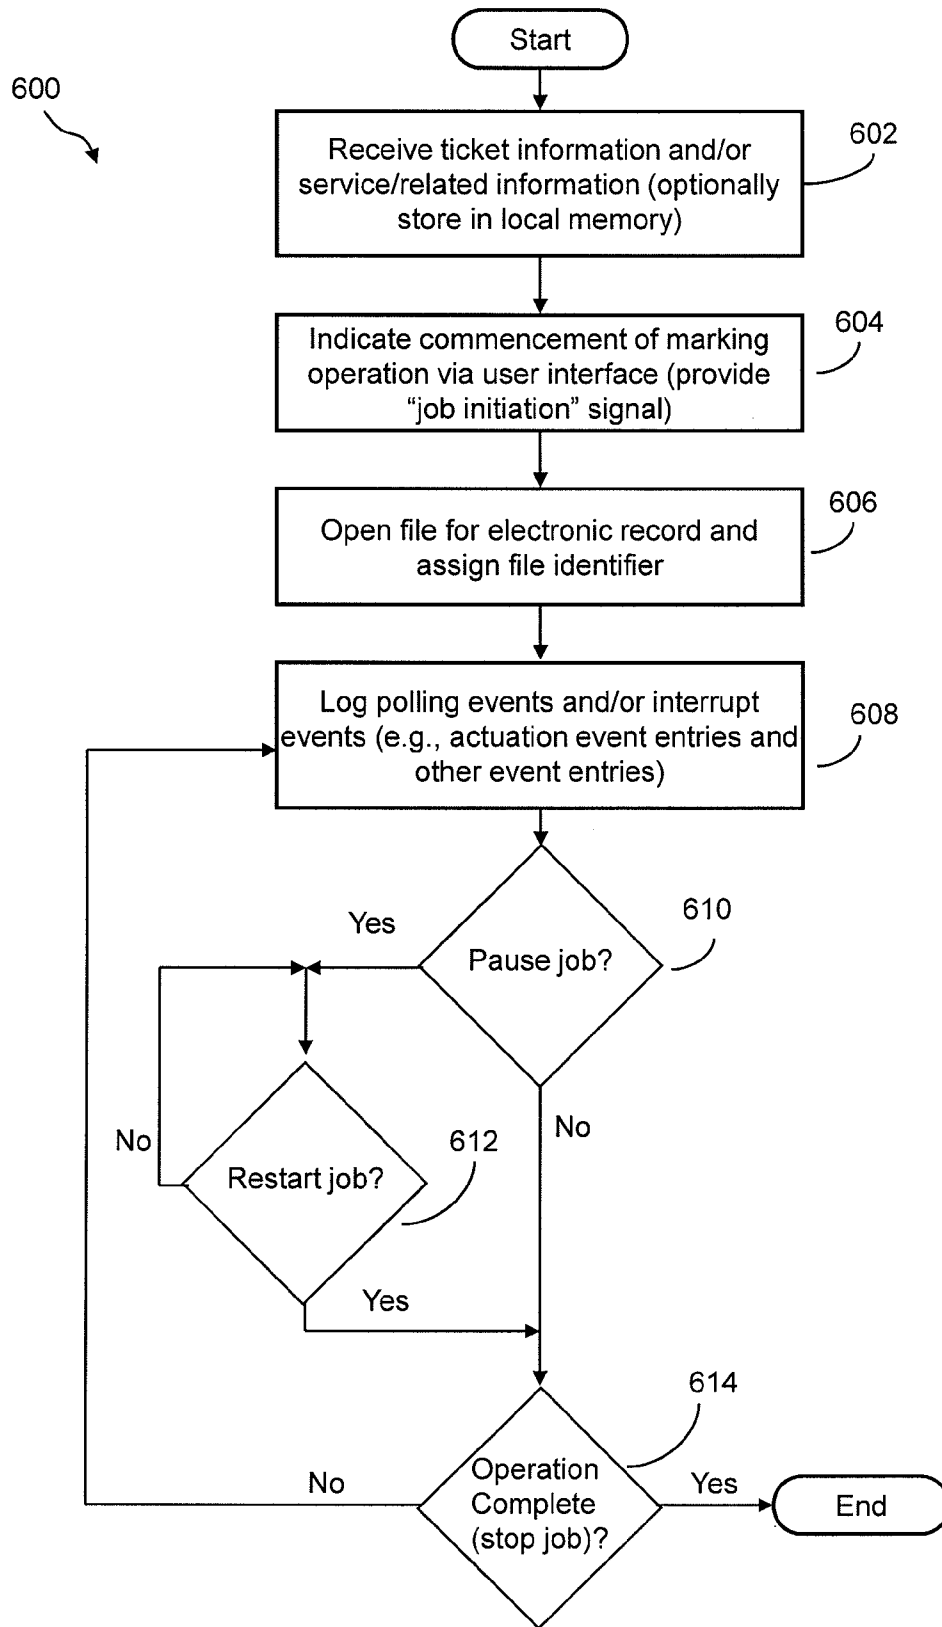 Start
600
602
Receive ticket information and/or
service/related information (optionally
store in local memory)
604
Indicate commencement of marking
operation via user interface (provide
“job initiation” signal)
606
Open file for electronic record and
assign file identifier
608
Log polling events and/or interrupt
events (e.g., actuation event entries and
other event entries)
610
Yes
Pause job?
No
No
612
Restart job?
Yes
614
No
Operation
Complete
(stop job)?
Yes
End